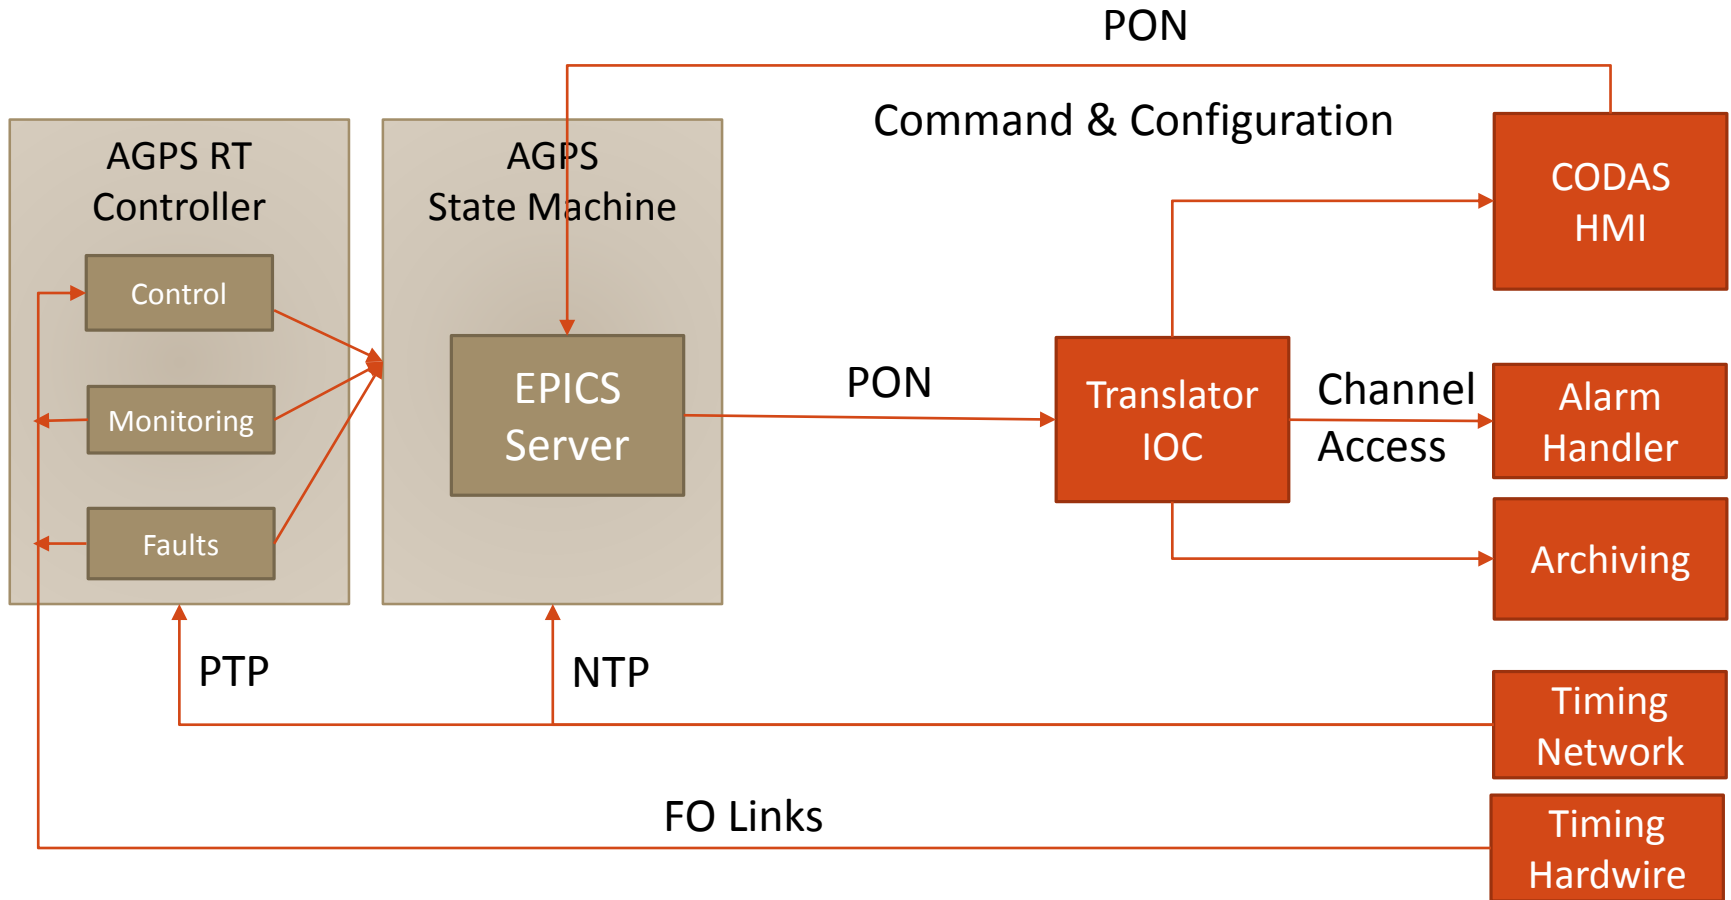 PON
Command & Configuration
AGPS RT
Controller
Control
Monitoring
Faults
AGPS
State Machine
EPICS
Server
PON
Translator
IOC
Channel
Access
CODAS
HMI
Alarm
Handler
Archiving
PTP
NTP
Timing
Network
FO Links
Timing
Hardwire